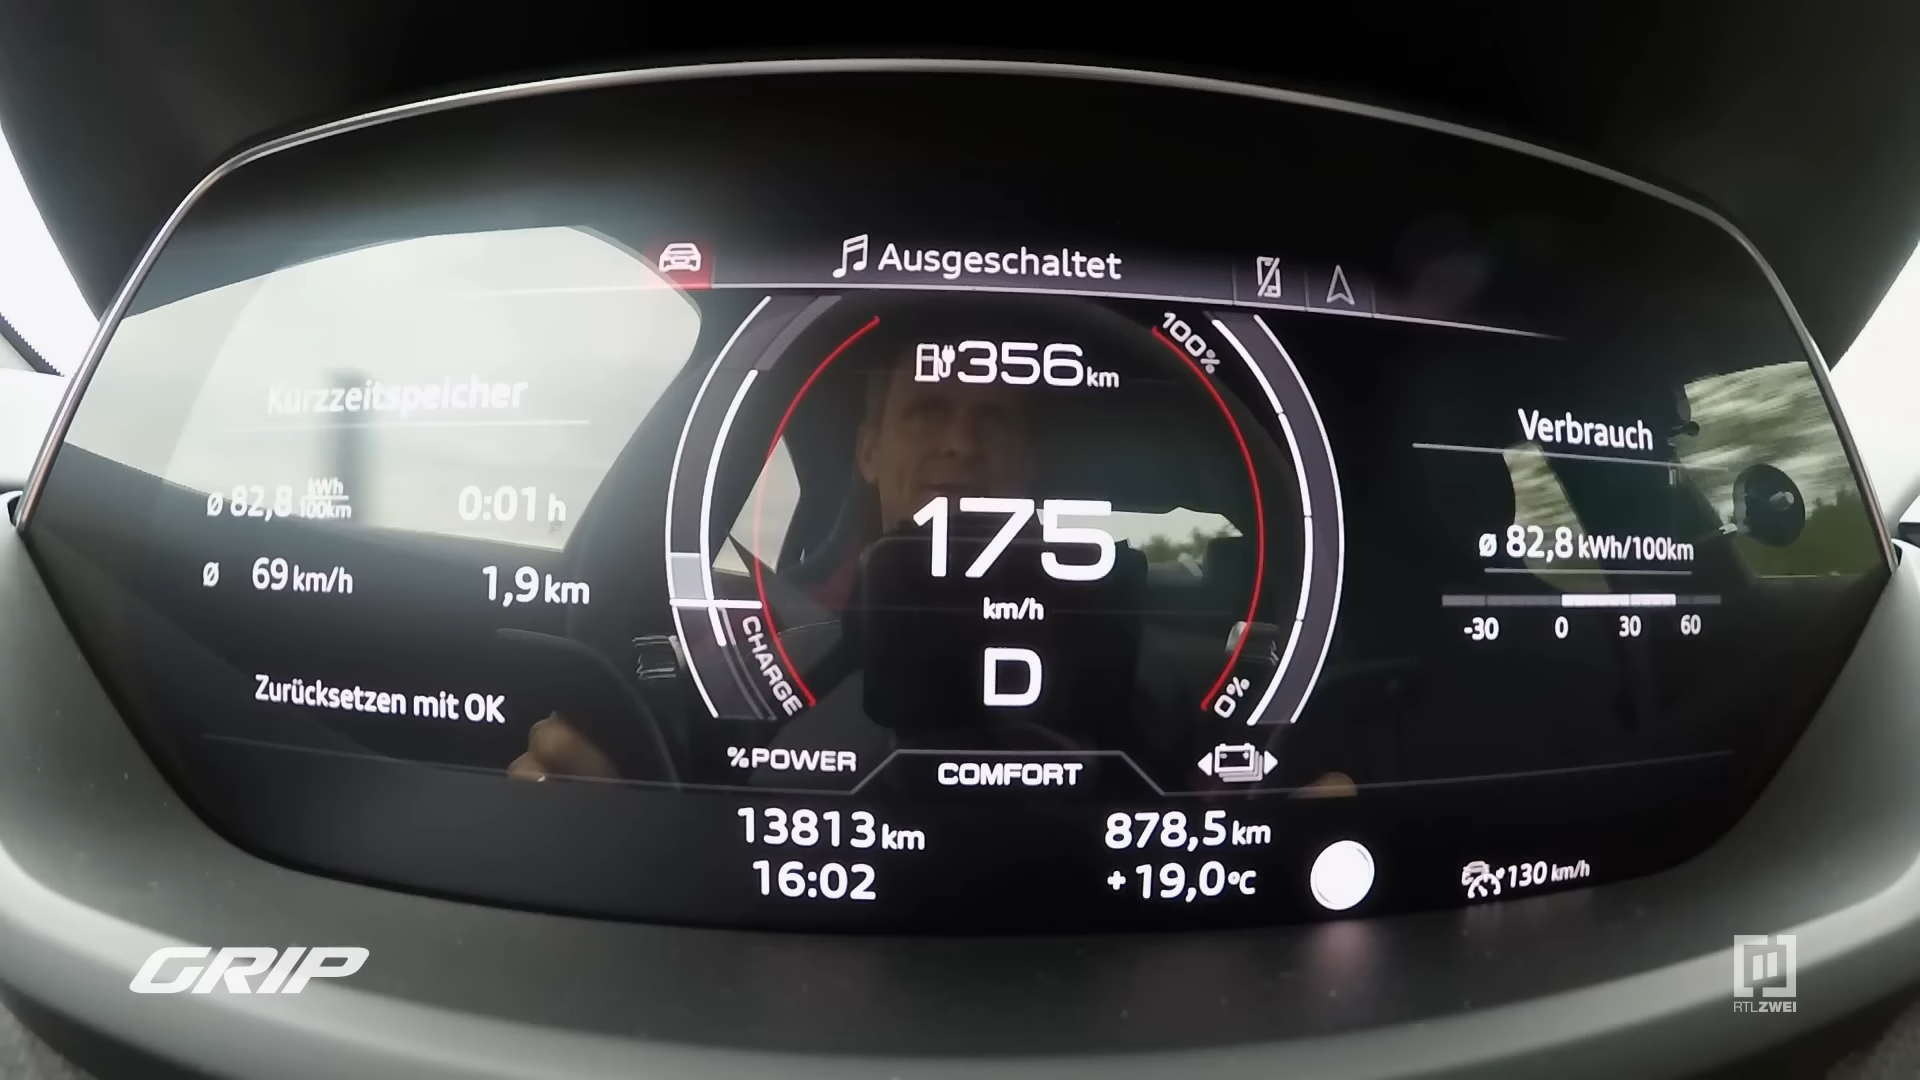 Ausgeschaltet
356 km
100%
Kurzzeitspeicher
Ø 82,8 kWh/100km 0:01 h
Ø 69 km/h 1,9 km
Zurücksetzen mit OK
175
km/h
D
CHARGE
0%
Verbrauch
Ø 82,8 kWh/100km
-30 0 30 60
%POWER
COMFORT
13813 km 878,5 km
16:02 +19,0°C
130 km/h
GRIP
RTLZWEI